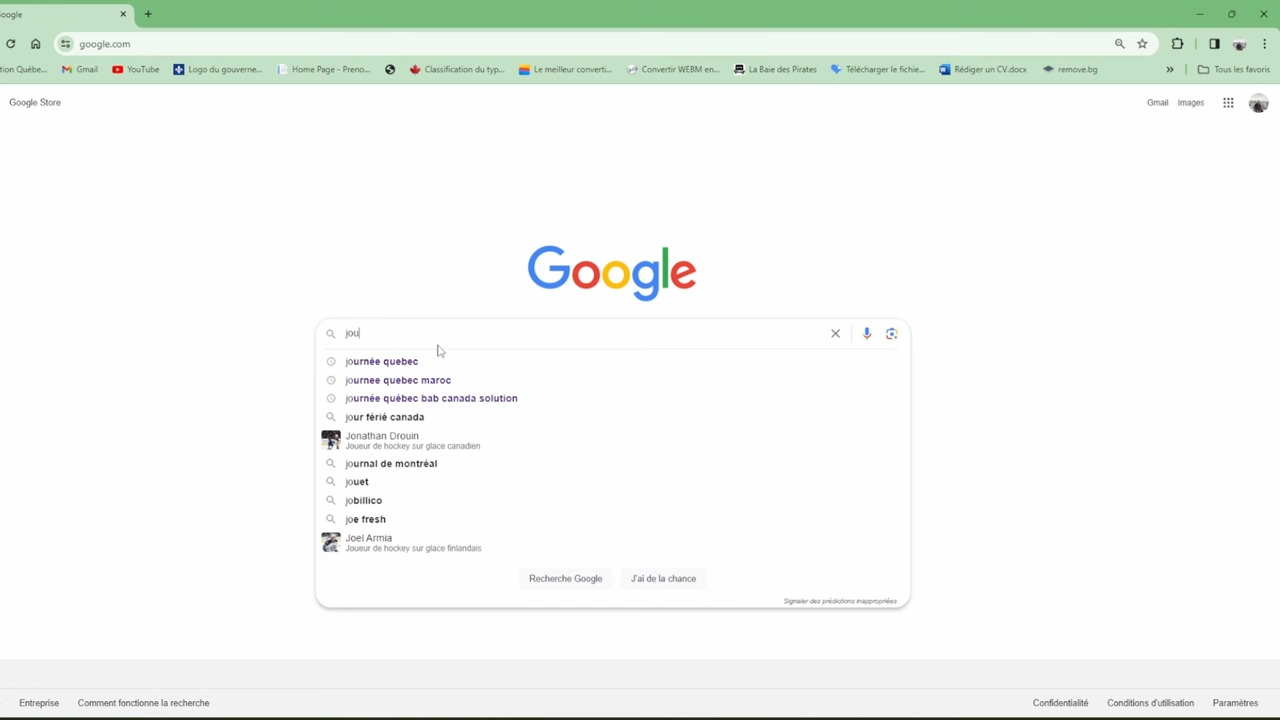 oogle
google.com
tion Québe...
Gmail
YouTube
Logo du gouverne...
Home Page - Preno...
Classification du typ...
Le meilleur converti...
Convertir WEBM en...
La Baie des Pirates
Télécharger le fichie...
Rédiger un CV.docx
remove.bg
»
Tous les favoris
Google Store
Gmail
Images
Google
jou
journée quebec
journee quebec maroc
journée québec bab canada solution
jour férié canada
Jonathan Drouin
Joueur de hockey sur glace canadien
journal de montréal
jouet
jobillico
joe fresh
Joel Armia
Joueur de hockey sur glace finlandais
Recherche Google
J'ai de la chance
Signaler des prédictions inappropriées
Entreprise
Comment fonctionne la recherche
Confidentialité
Conditions d'utilisation
Paramètres